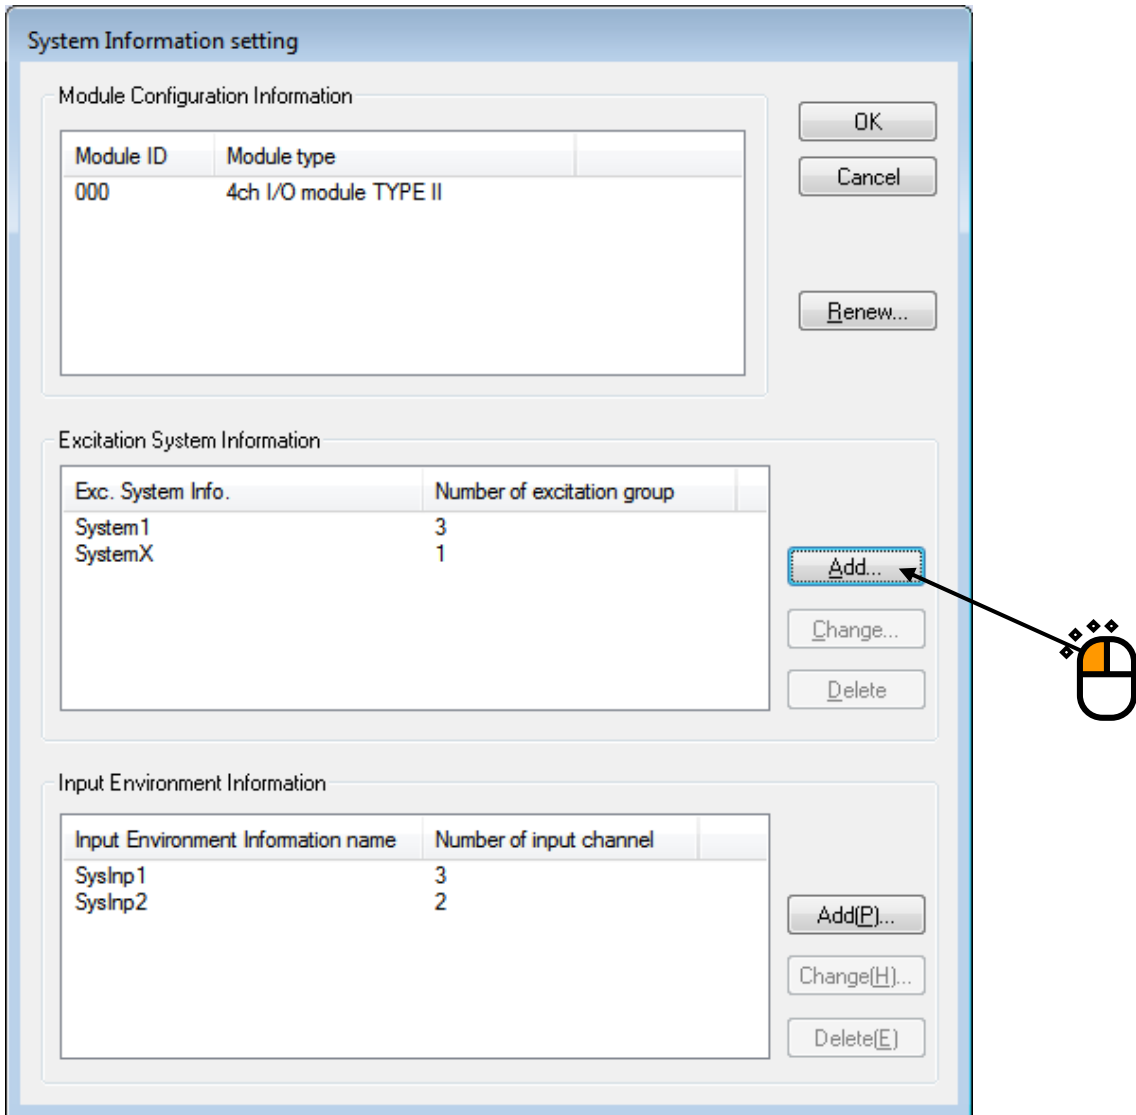 System Information setting
Module Configuration Information
OK
Module ID Module type
Cancel
000 4ch I/O module TYPE II
Renew...
Excitation System Information
Exc. System Info. Number of excitation group
System1 3
SystemX 1
Add...
Change...
Delete
Input Environment Information
Input Environment Information name Number of input channel
SysInp1 3
SysInp2 2
Add(P)...
Change(H)...
Delete(E)